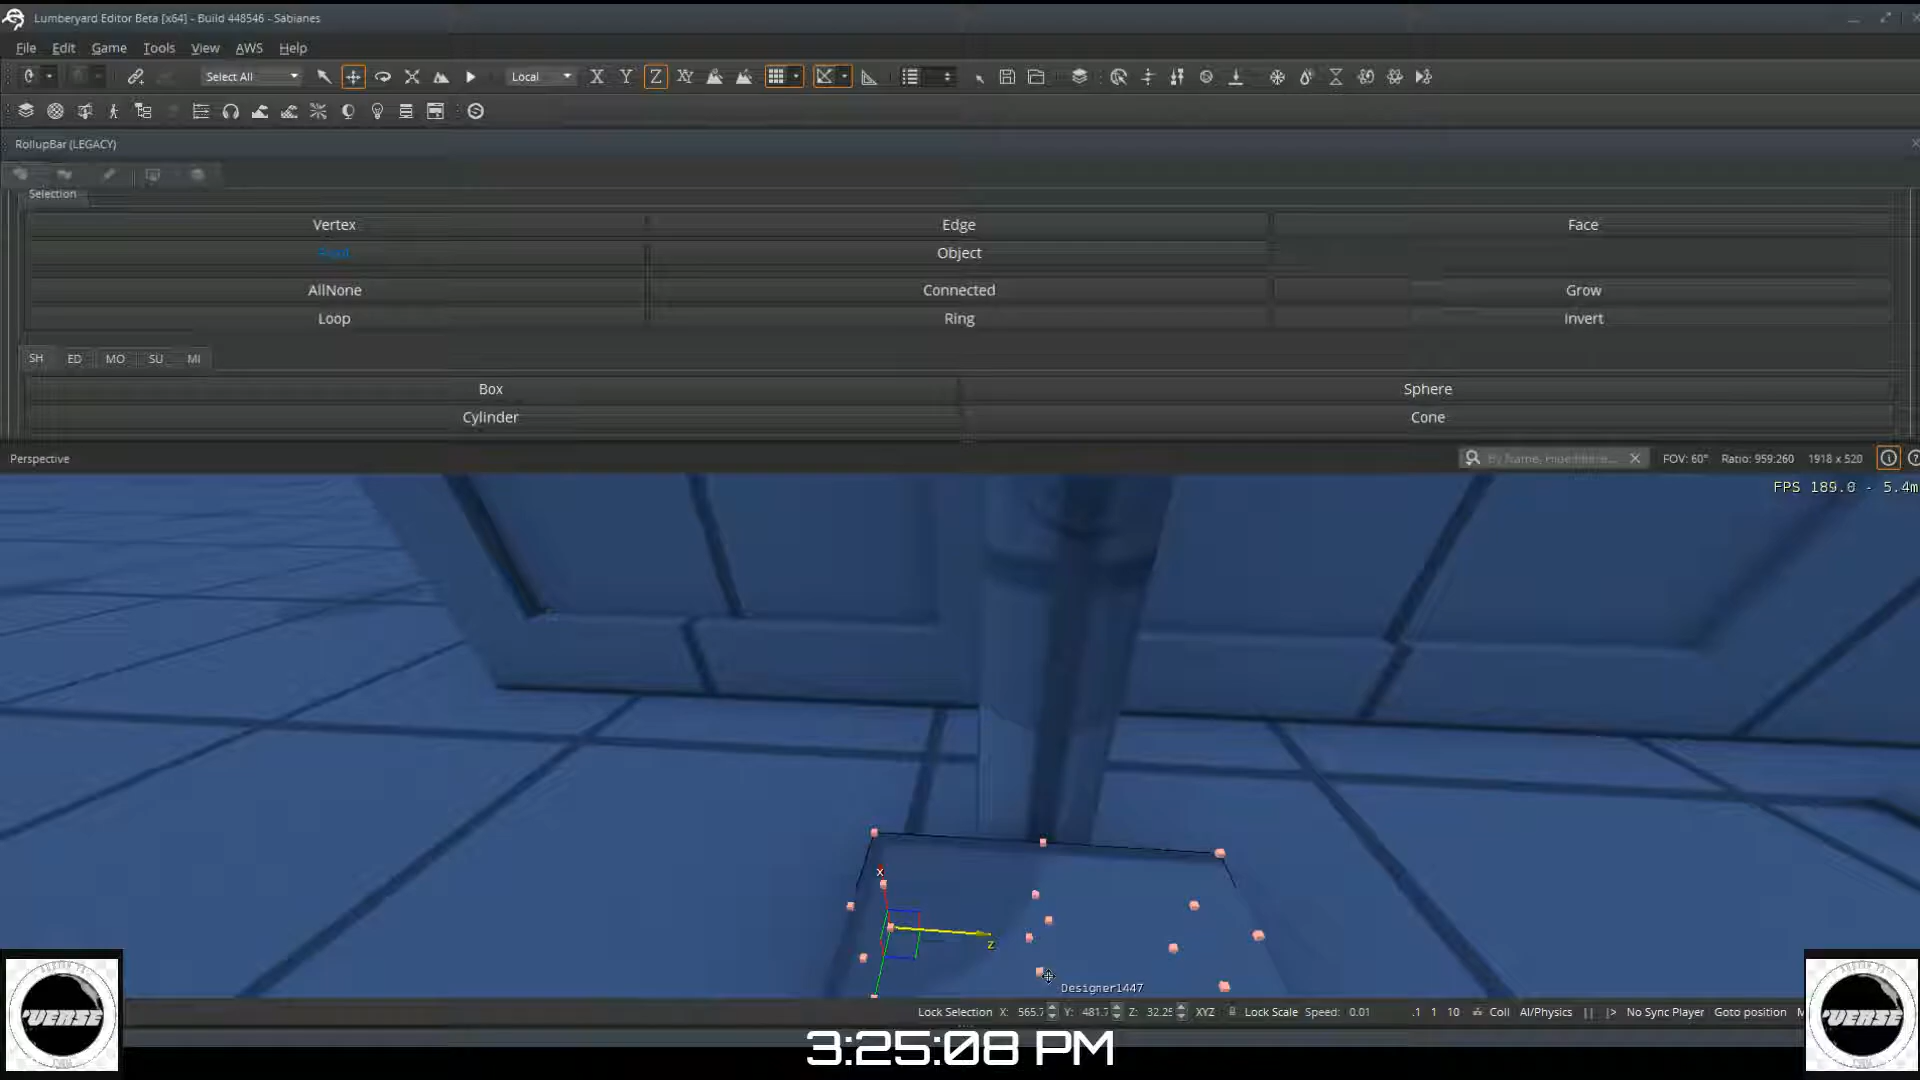 Lumberyard Editor Beta [x64] - Build 448546 - Sabianes
File Edit Game Tools View AWS Help
Select All Local X Y Z XY
RollupBar (LEGACY)
Selection
Vertex Edge Face
Object
AllNone Connected Grow
Loop Ring Invert
SH ED MO SU MI
Box Sphere
Cylinder Cone
Perspective FOV: 60° Ratio: 959:260 1918 x 520
FPS 189.0 - 5.4m
x
z
Designer1447
Lock Selection X: 565.7 Y: 481.7 Z: 32.25 XYZ Lock Scale Speed: 0.01 .1 1 10 Coll AI/Physics No Sync Player Goto position M
'VERSE 3:25:08 PM 'VERSE